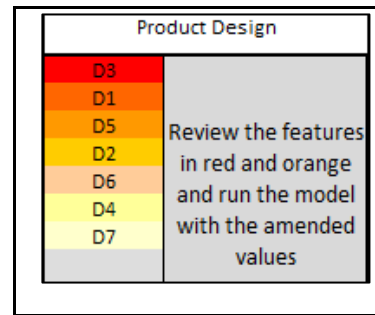 Product Design
D3
D1
D5
D2
D6
D4
D7
Review the features
in red and orange
and run the model
with the amended
values